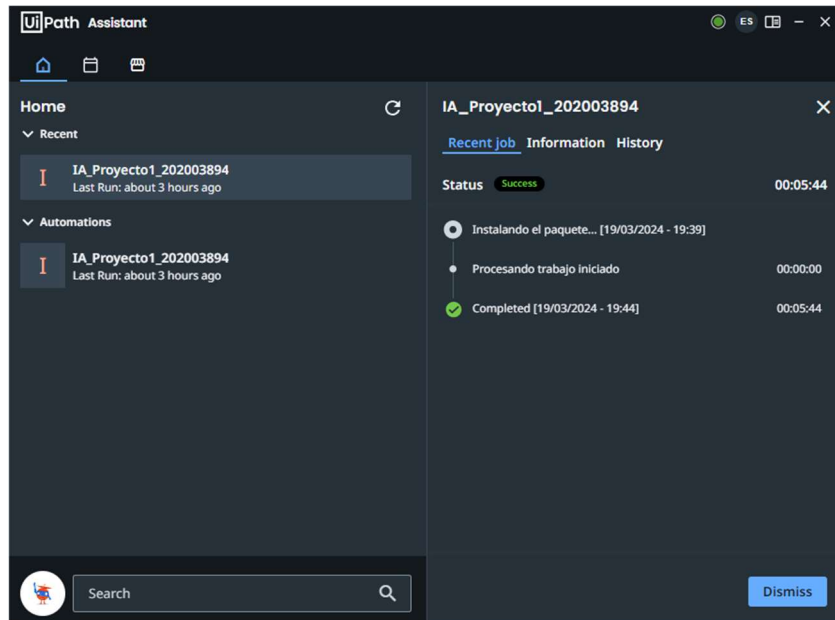 UiPath Assistant
ES
Home
Recent
I
IA_Proyecto1_202003894
Last Run: about 3 hours ago
Automations
I
IA_Proyecto1_202003894
Last Run: about 3 hours ago
Search
IA_Proyecto1_202003894
Recent job Information History
Status Success 00:05:44
Instalando el paquete... [19/03/2024 - 19:39]
Procesando trabajo iniciado 00:00:00
Completed [19/03/2024 - 19:44] 00:05:44
Dismiss